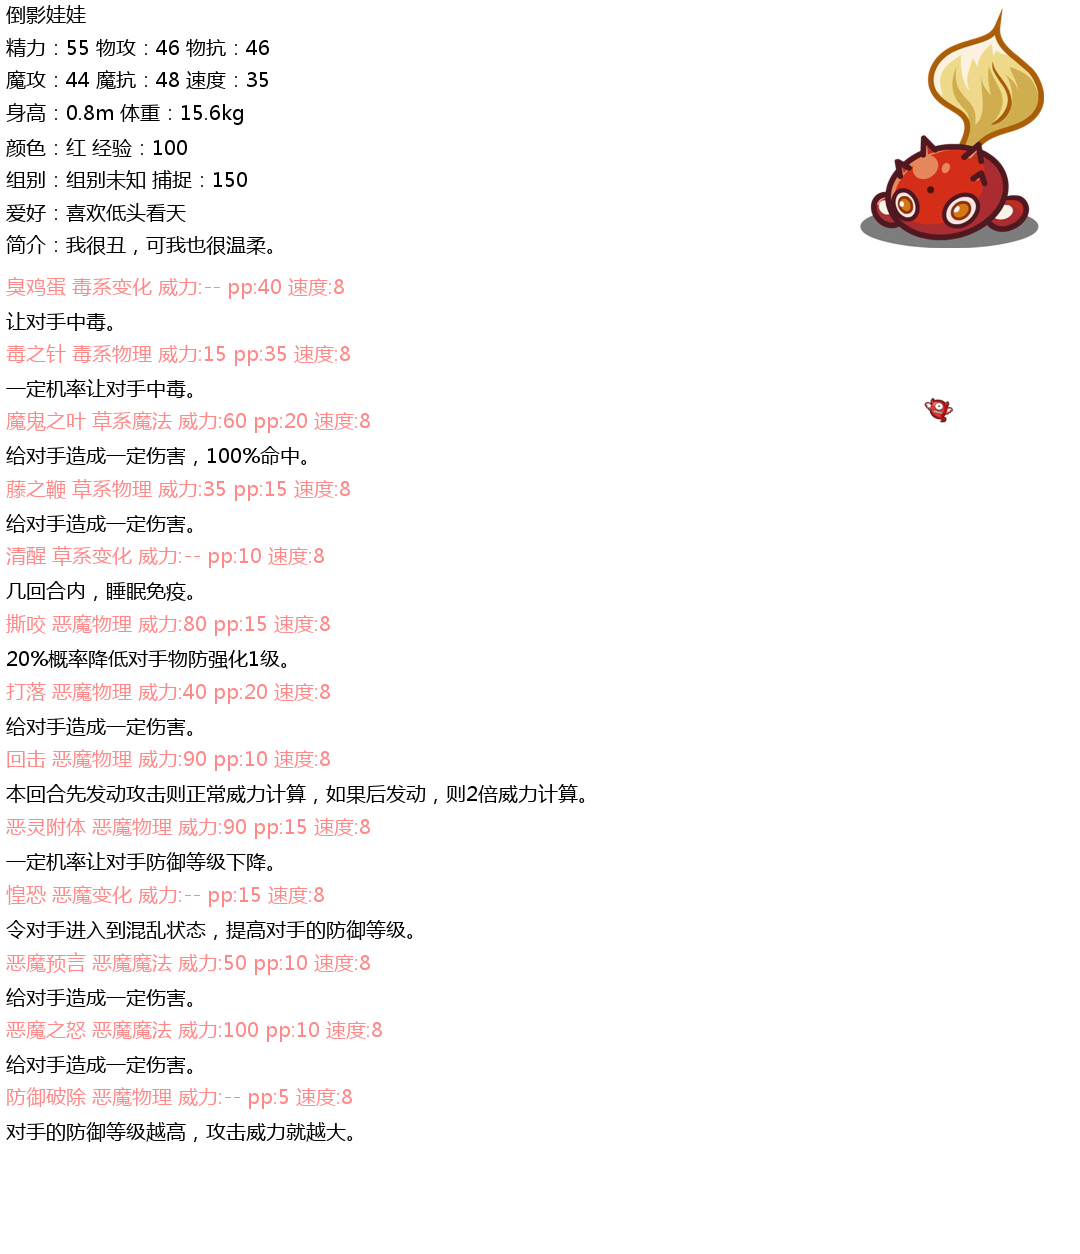 倒影娃娃
精力：55 物攻：46 物抗：46
魔攻：44 魔抗：48 速度：35
身高：0.8m 体重：15.6kg
颜色：红 经验：100
组别：组别未知 捕捉：150
爱好：喜欢低头看天
简介：我很丑，可我也很温柔。
臭鸡蛋 毒系变化 威力:-- pp:40 速度:8
让对手中毒。
毒之针 毒系物理 威力:15 pp:35 速度:8
一定机率让对手中毒。
魔鬼之叶 草系魔法 威力:60 pp:20 速度:8
给对手造成一定伤害，100%命中。
藤之鞭 草系物理 威力:35 pp:15 速度:8
给对手造成一定伤害。
清醒 草系变化 威力:-- pp:10 速度:8
几回合内，睡眠免疫。
撕咬 恶魔物理 威力:80 pp:15 速度:8
20%概率降低对手物防强化1级。
打落 恶魔物理 威力:40 pp:20 速度:8
给对手造成一定伤害。
回击 恶魔物理 威力:90 pp:10 速度:8
本回合先发动攻击则正常威力计算，如果后发动，则2倍威力计算。
恶灵附体 恶魔物理 威力:90 pp:15 速度:8
一定机率让对手防御等级下降。
惶恐 恶魔变化 威力:-- pp:15 速度:8
令对手进入到混乱状态，提高对手的防御等级。
恶魔预言 恶魔魔法 威力:50 pp:10 速度:8
给对手造成一定伤害。
恶魔之怒 恶魔魔法 威力:100 pp:10 速度:8
给对手造成一定伤害。
防御破除 恶魔物理 威力:-- pp:5 速度:8
对手的防御等级越高，攻击威力就越大。